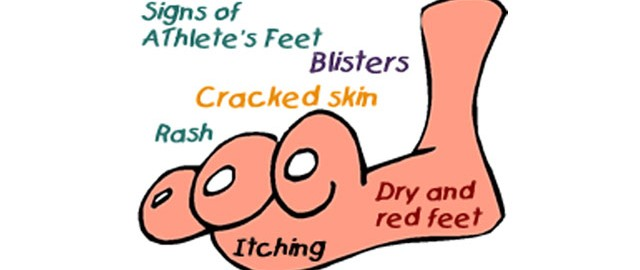 Signs of
AThlete's Feet
Blisters
Cracked skin
Rash
Dry and
red feet
Itching